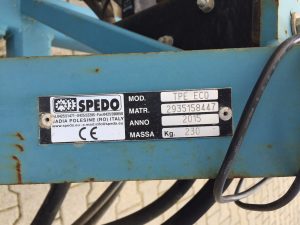 SPEDO
BADIA POLESINE (RO) ITALY
CE
MOD. TPE ECO
MATR. 2935158447
ANNO 2015
MASSA Kg. 230